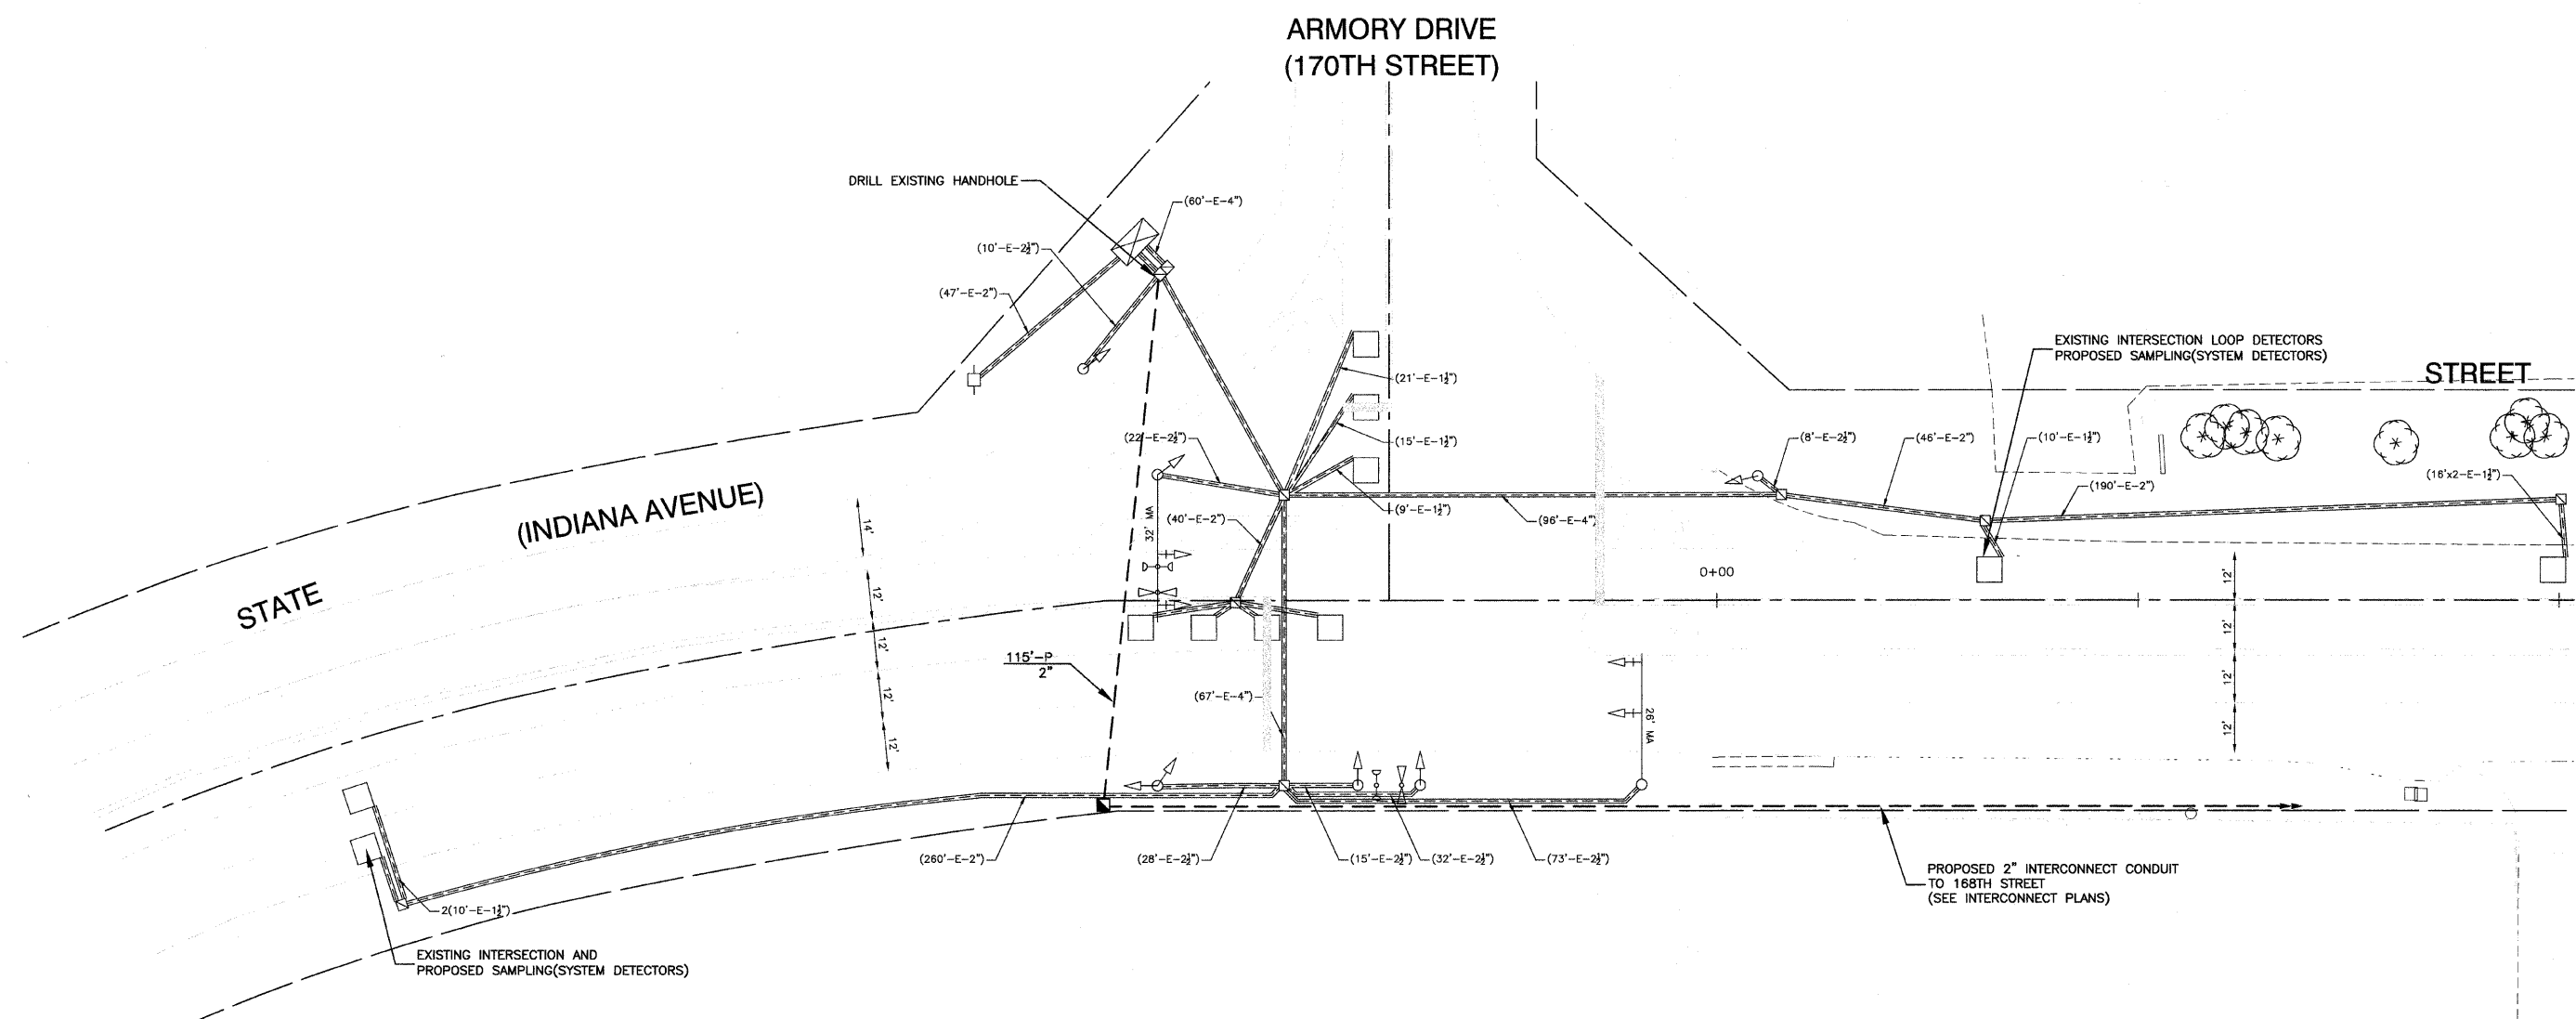 ARMORY DRIVE
(170TH STREET)
DRILL EXISTING HANDHOLE
(60'-E-4")
(10'-E-2½")
(47'-E-2")
EXISTING INTERSECTION LOOP DETECTORS
PROPOSED SAMPLING(SYSTEM DETECTORS)
STREET
(21'-E-1½")
(15'-E-1½")
(22'-E-2½")
(8'-E-2½")
(46'-E-2")
(10'-E-1½")
(16'x2-E-1½")
(190'-E-2")
(INDIANA AVENUE)
STATE
14'
12'
12'
12'
12'
32' MA
(40'-E-2")
(9'-E-1½")
(96'-E-4")
0+00
12'
12'
12'
12'
115'-P
2"
(67'-E-4")
26' MA
(260'-E-2")
(28'-E-2½")
(15'-E-2½")
(32'-E-2½")
(73'-E-2½")
PROPOSED 2" INTERCONNECT CONDUIT
TO 168TH STREET
(SEE INTERCONNECT PLANS)
2(10'-E-1½")
EXISTING INTERSECTION AND
PROPOSED SAMPLING(SYSTEM DETECTORS)